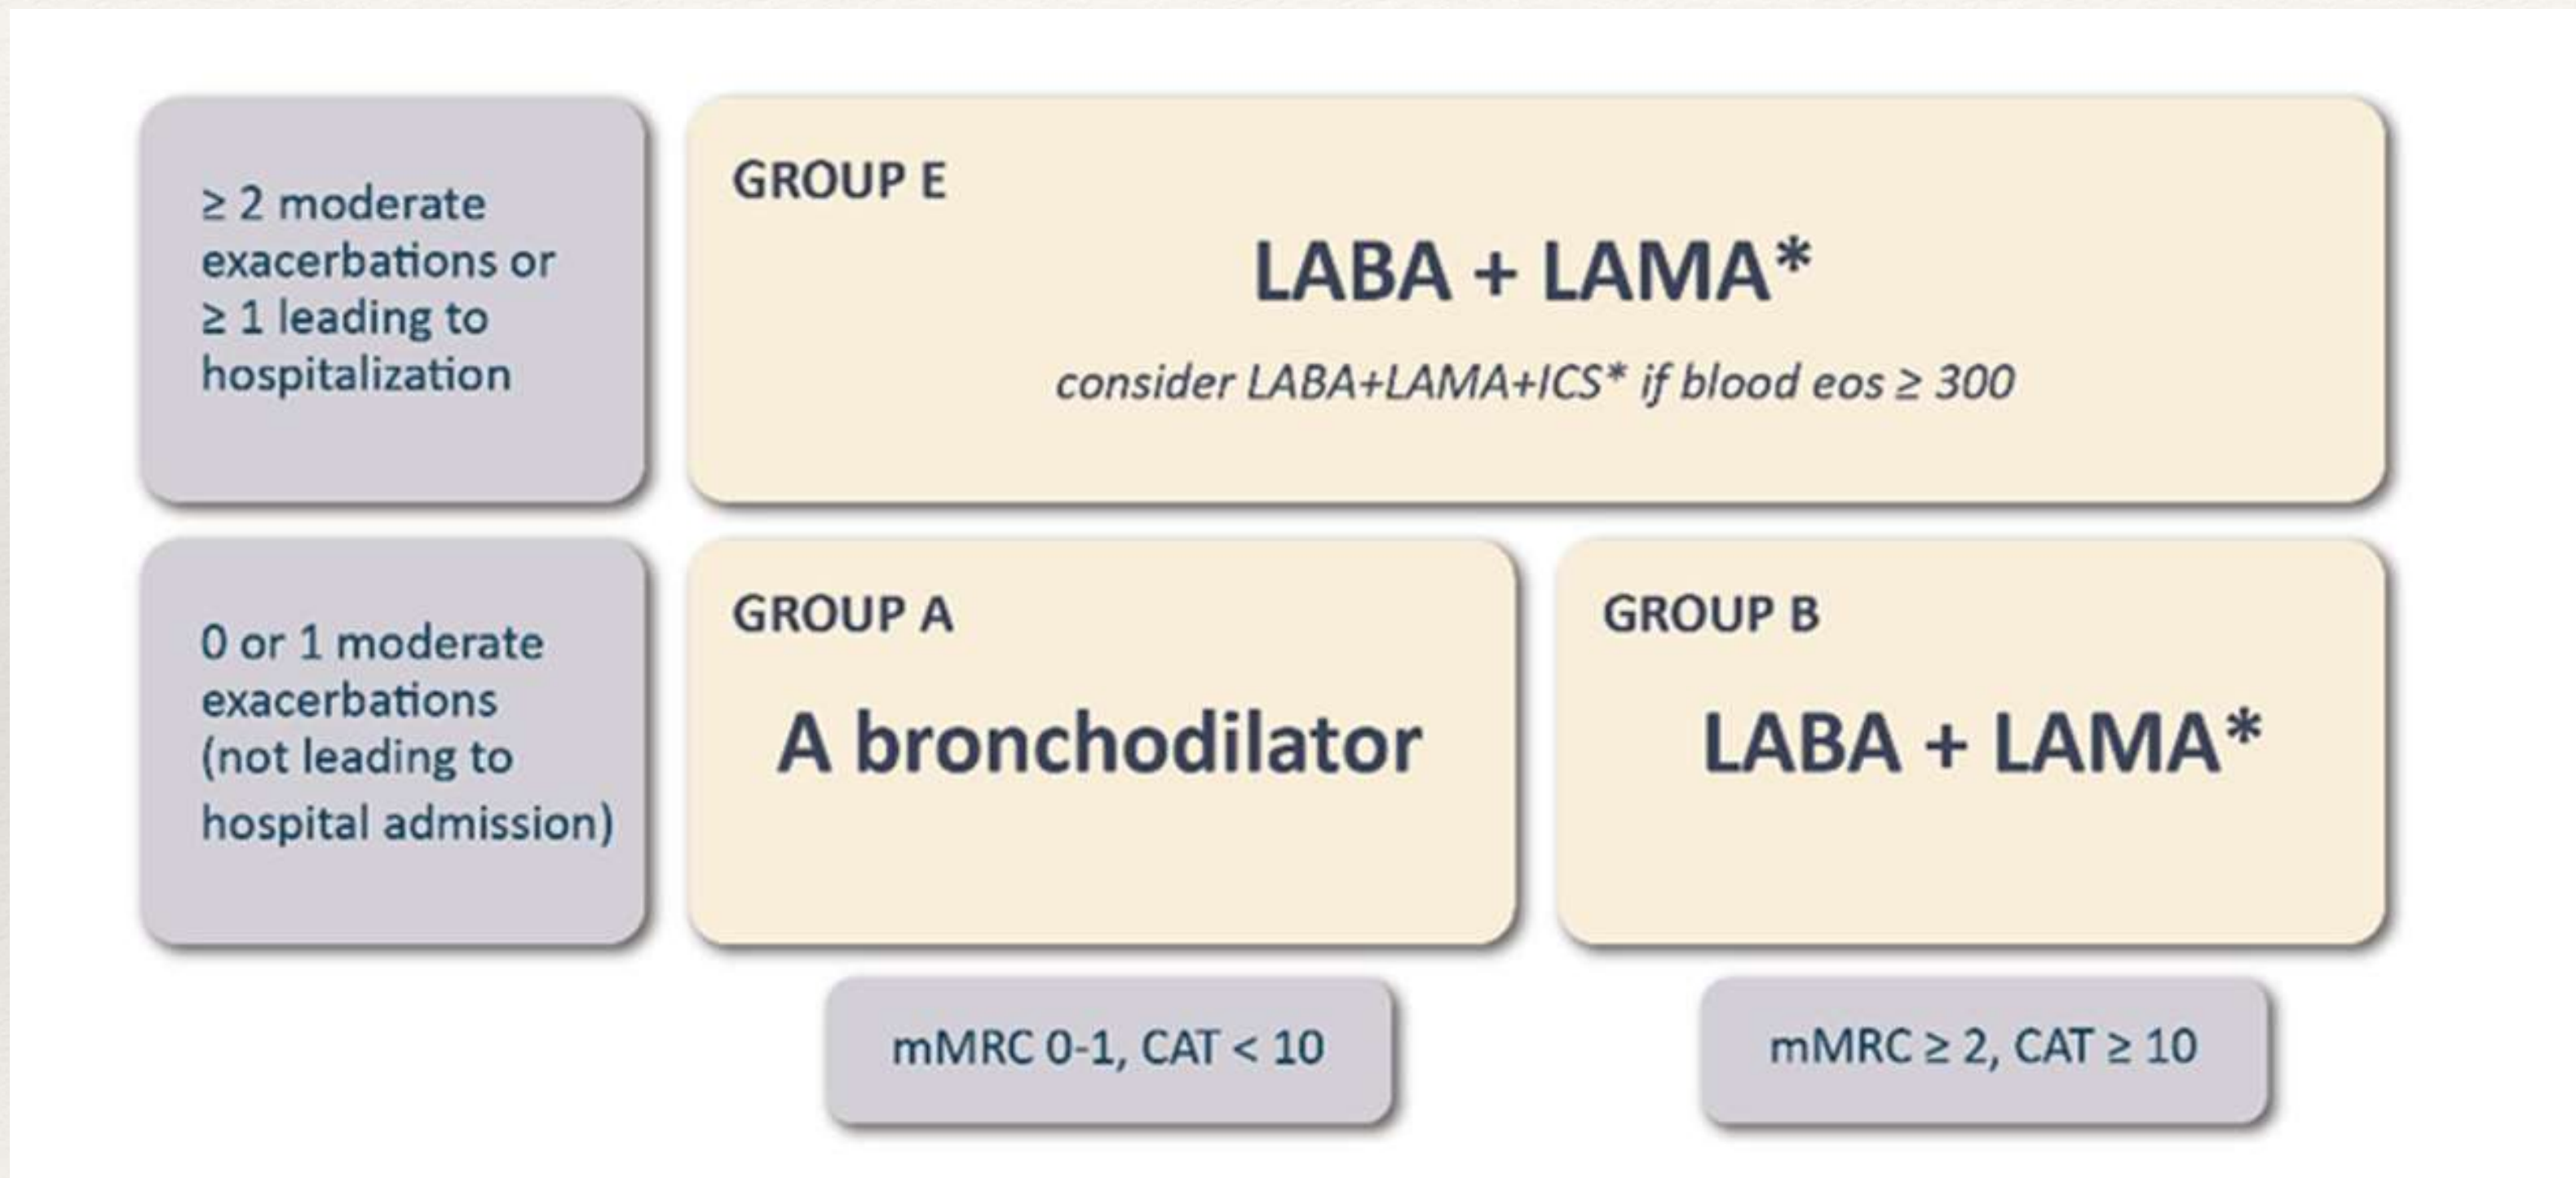 ≥ 2 moderate
exacerbations or
≥ 1 leading to
hospitalization
GROUP E
LABA + LAMA*
consider LABA+LAMA+ICS* if blood eos ≥ 300
0 or 1 moderate
exacerbations
(not leading to
hospital admission)
GROUP A
A bronchodilator
GROUP B
LABA + LAMA*
mMRC 0-1, CAT < 10
mMRC ≥ 2, CAT ≥ 10